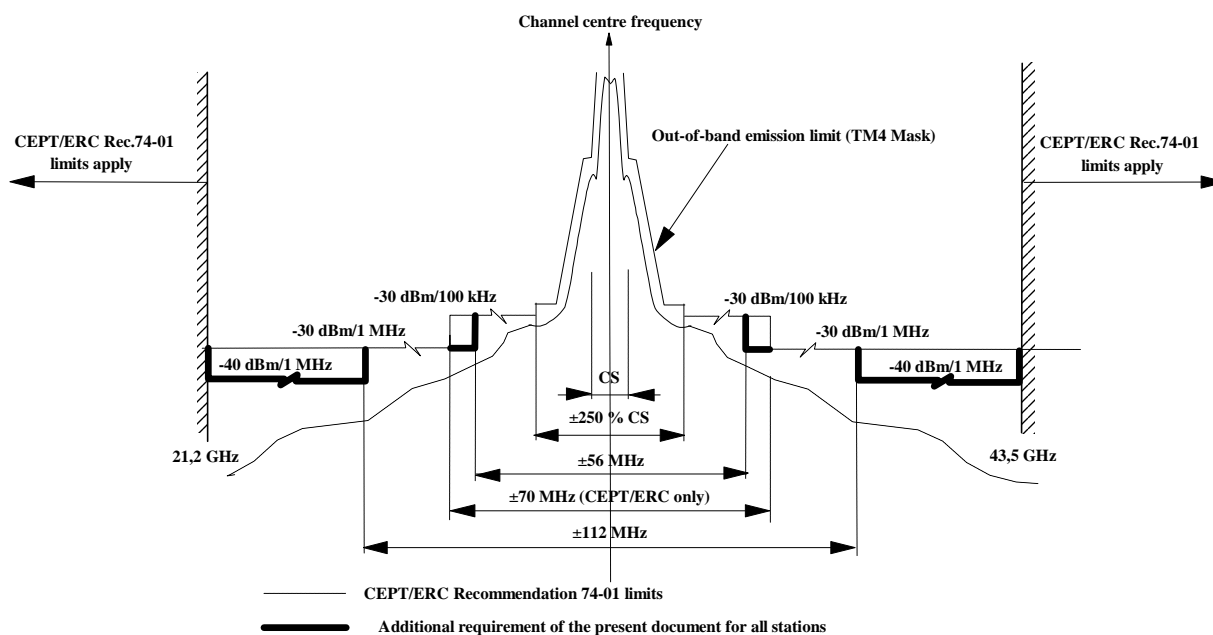 Channel centre frequency
CEPT/ERC Rec.74-01
limits apply
Out-of-band emission limit (TM4 Mask)
CEPT/ERC Rec.74-01
limits apply
-30 dBm/100 kHz
-30 dBm/100 kHz
-30 dBm/1 MHz
-30 dBm/1 MHz
-40 dBm/1 MHz
-40 dBm/1 MHz
CS
±250 % CS
21,2 GHz
43,5 GHz
±56 MHz
±70 MHz (CEPT/ERC only)
±112 MHz
CEPT/ERC Recommendation 74-01 limits
Additional requirement of the present document for all stations